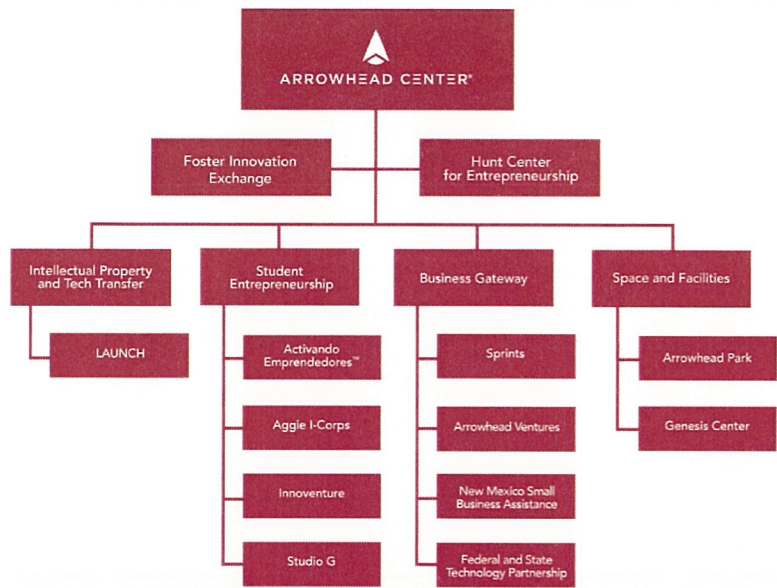 ARROWHEAD CENTER®
Foster Innovation
Exchange
Hunt Center
for Entrepreneurship
Intellectual Property
and Tech Transfer
Student
Entrepreneurship
Business Gateway
Space and Facilities
LAUNCH
Activando
Emprendedores™
Sprints
Arrowhead Park
Aggie I-Corps
Arrowhead Ventures
Genesis Center
Innoventure
New Mexico Small
Business Assistance
Studio G
Federal and State
Technology Partnership